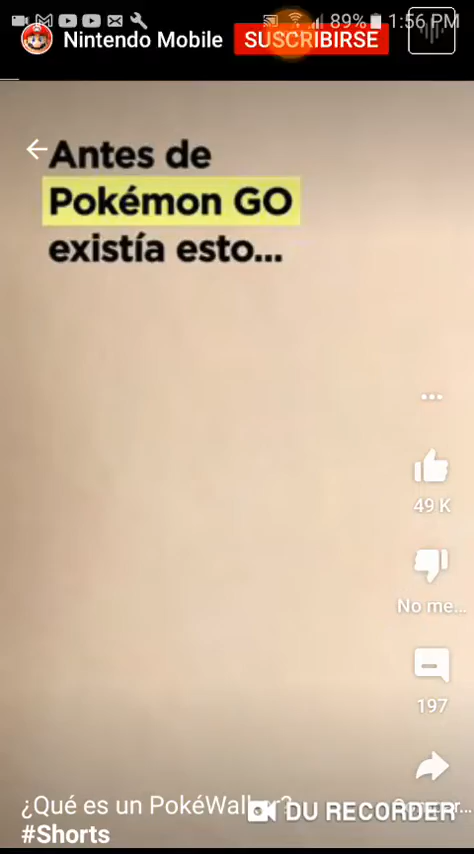 89% 1:56 PM
Nintendo Mobile SUSCRIBIRSE
Antes de
Pokémon GO
existía esto...
49 K
No me...
197
¿Qué es un
DU RECORDER
#Shorts